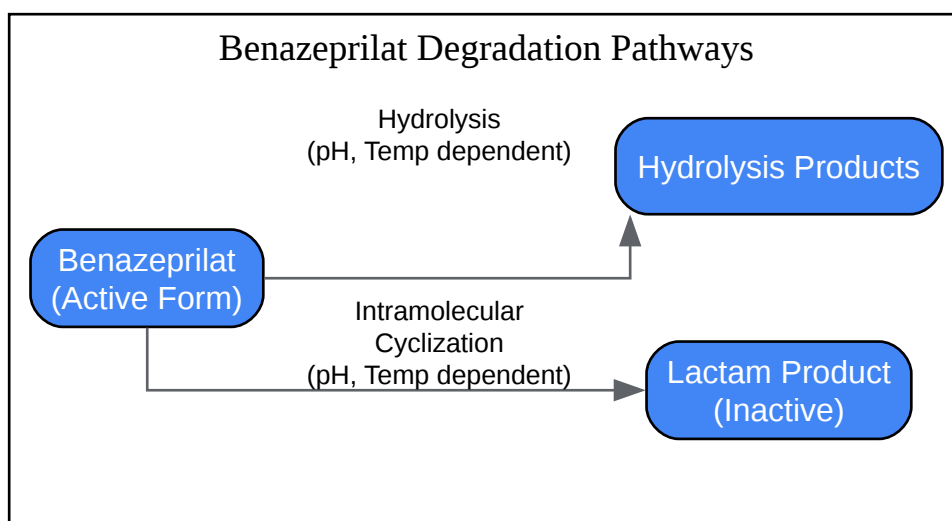 Benazeprilat Degradation Pathways
Hydrolysis
(pH, Temp dependent)
Hydrolysis Products
Benazeprilat
(Active Form)
Intramolecular
Cyclization
(pH, Temp dependent)
Lactam Product
(Inactive)